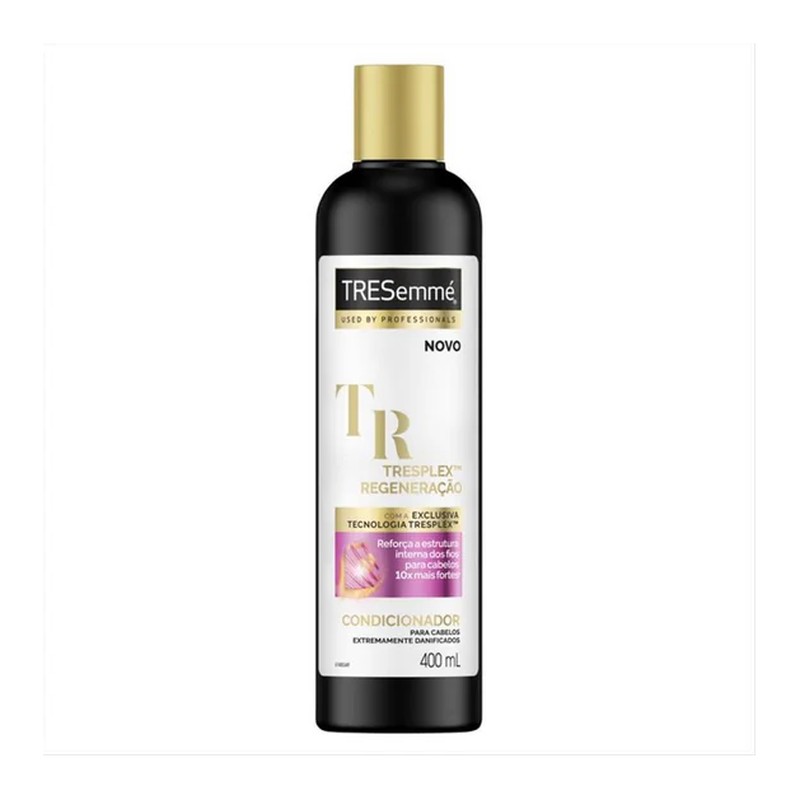 TRESemmé
USED BY PROFESSIONALS
NOVO
TR
TRESPLEX™
REGENERAÇÃO
COM A EXCLUSIVA
TECNOLOGIA TRESPLEX™
Reforça a estrutura
interna dos fios
para cabelos
10x mais fortes
CONDICIONADOR
PARA CABELOS
EXTREMAMENTE DANIFICADOS
400 mL